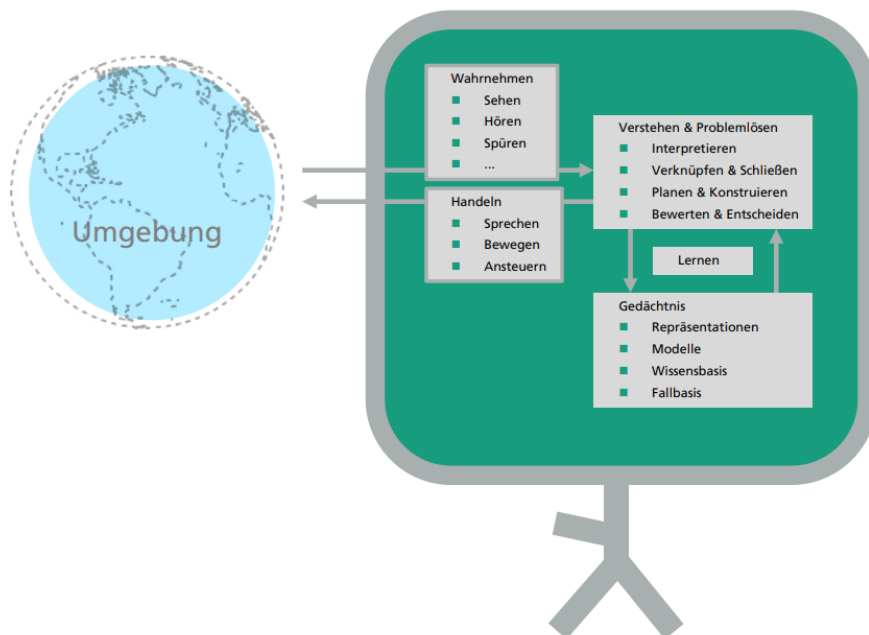 Umgebung
Wahrnehmen
Sehen
Hören
Spüren
...
Handeln
Sprechen
Bewegen
Ansteuern
Verstehen & Problemlösen
Interpretieren
Verknüpfen & Schließen
Planen & Konstruieren
Bewerten & Entscheiden
Lernen
Gedächtnis
Repräsentationen
Modelle
Wissensbasis
Fallbasis